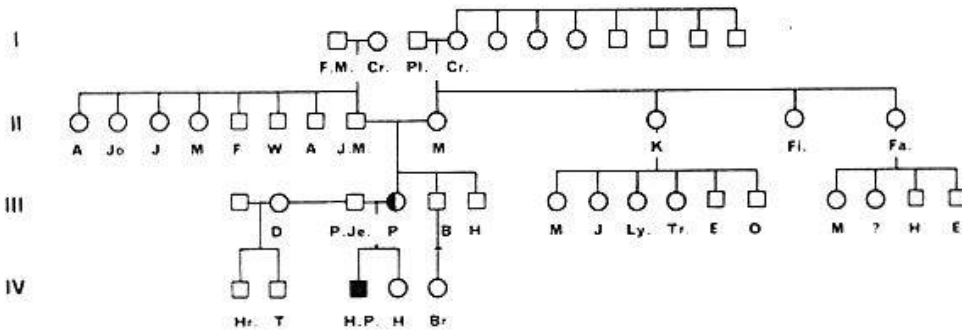 I
F.M. Cr. Pl. Cr.
II
A Jo J M F W A J.M. M K Fi. Fa.
III
D P.Je. P B H M J Ly. Tr. E O M ? H E
IV
Hr. T H.P. H Br